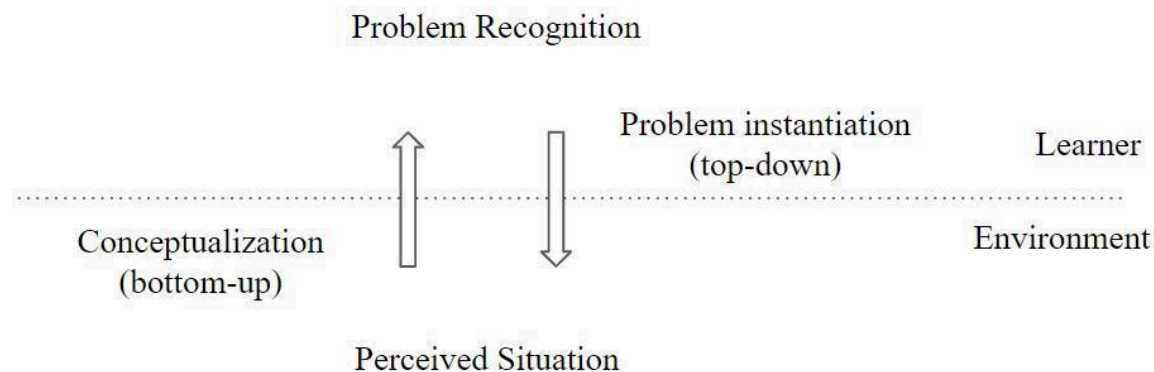 Problem Recognition
Problem instantiation
(top-down)
Learner
Conceptualization
(bottom-up)
Environment
Perceived Situation